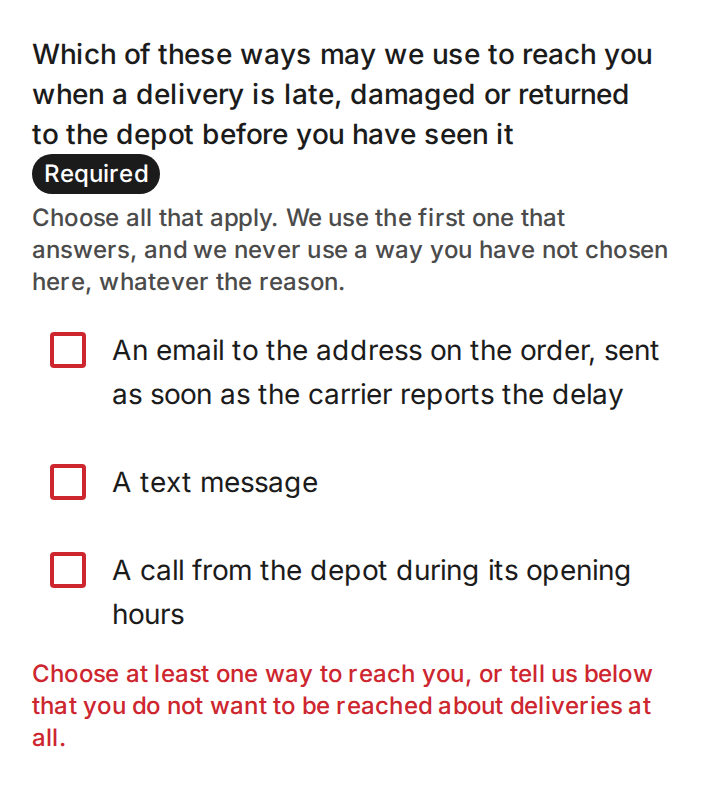 Which of these ways may we use to reach you
when a delivery is late, damaged or returned
to the depot before you have seen it
Required
Choose all that apply. We use the first one that
answers, and we never use a way you have not chosen
here, whatever the reason.
An email to the address on the order, sent
as soon as the carrier reports the delay
A text message
A call from the depot during its opening
hours
Choose at least one way to reach you, or tell us below
that you do not want to be reached about deliveries at
all.